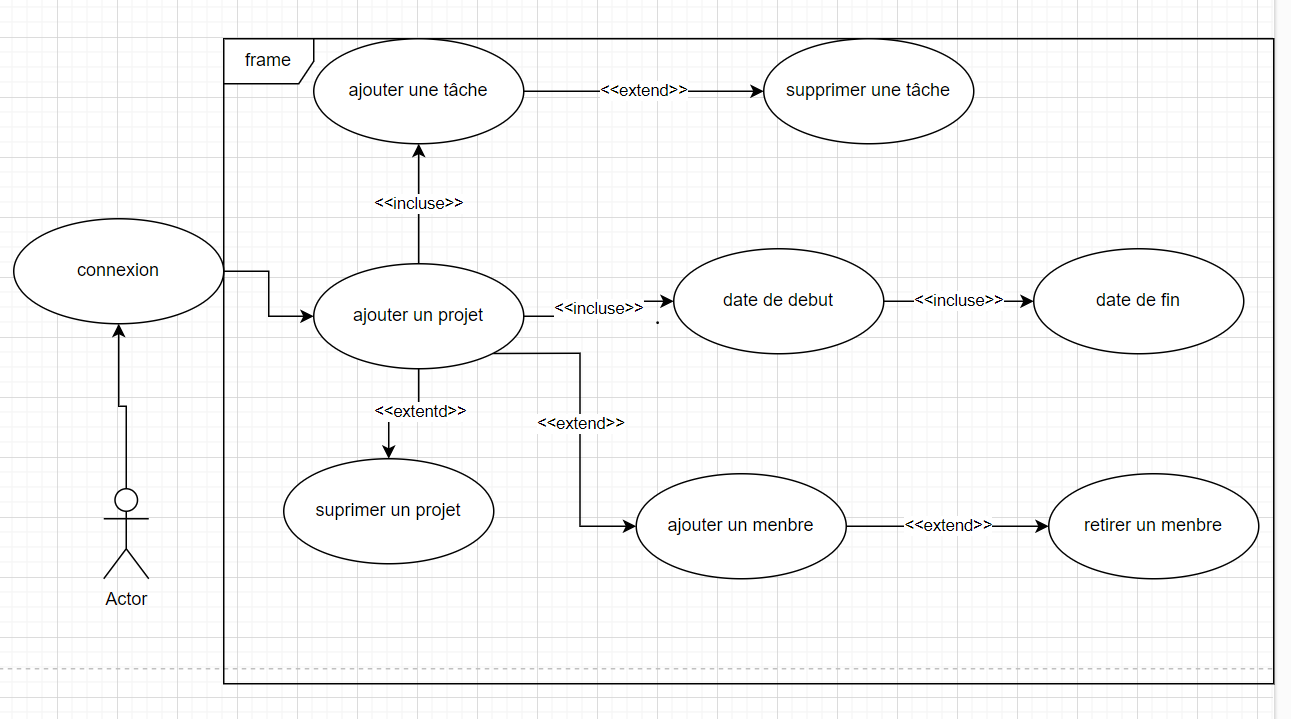 frame
ajouter une tâche
<<extend>>
supprimer une tâche
<<incluse>>
connexion
ajouter un projet
<<incluse>>
date de debut
<<incluse>>
date de fin
<<extentd>>
<<extend>>
suprimer un projet
ajouter un menbre
<<extend>>
retirer un menbre
Actor